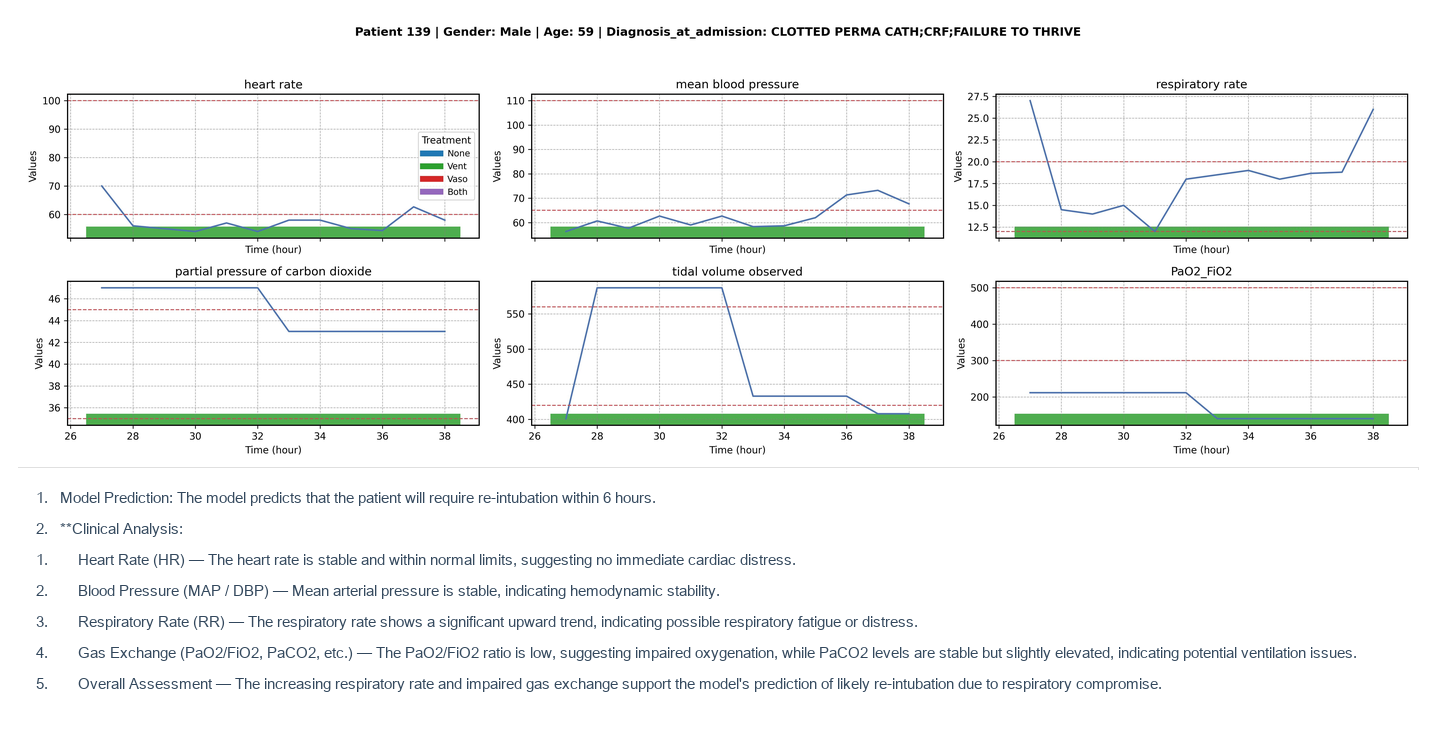 Patient 139 | Gender: Male | Age: 59 | Diagnosis_at_admission: CLOTTED PERMA CATH;CRF;FAILURE TO THRIVE
heart rate
100
90
80
70
60
Values
Time (hour)
Treatment
None
Vent
Vaso
Both
mean blood pressure
110
100
90
80
70
60
Values
Time (hour)
respiratory rate
27.5
25.0
22.5
20.0
17.5
15.0
12.5
Values
Time (hour)
partial pressure of carbon dioxide
46
44
42
40
38
36
Values
26 28 30 32 34 36 38
Time (hour)
tidal volume observed
550
500
450
400
Values
26 28 30 32 34 36 38
Time (hour)
PaO2_FiO2
500
400
300
200
Values
26 28 30 32 34 36 38
Time (hour)
1. Model Prediction: The model predicts that the patient will require re-intubation within 6 hours.
2. **Clinical Analysis:
1. Heart Rate (HR) — The heart rate is stable and within normal limits, suggesting no immediate cardiac distress.
2. Blood Pressure (MAP / DBP) — Mean arterial pressure is stable, indicating hemodynamic stability.
3. Respiratory Rate (RR) — The respiratory rate shows a significant upward trend, indicating possible respiratory fatigue or distress.
4. Gas Exchange (PaO2/FiO2, PaCO2, etc.) — The PaO2/FiO2 ratio is low, suggesting impaired oxygenation, while PaCO2 levels are stable but slightly elevated, indicating potential ventilation issues.
5. Overall Assessment — The increasing respiratory rate and impaired gas exchange support the model's prediction of likely re-intubation due to respiratory compromise.